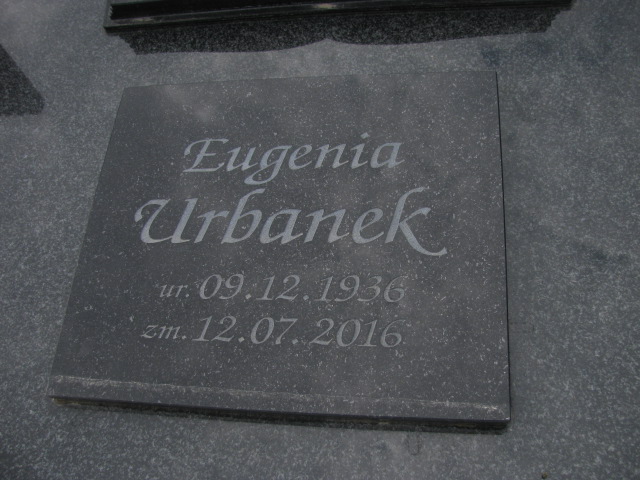 Eugenia
Urbanek
ur. 09.12.1936
zm. 12.07.2016